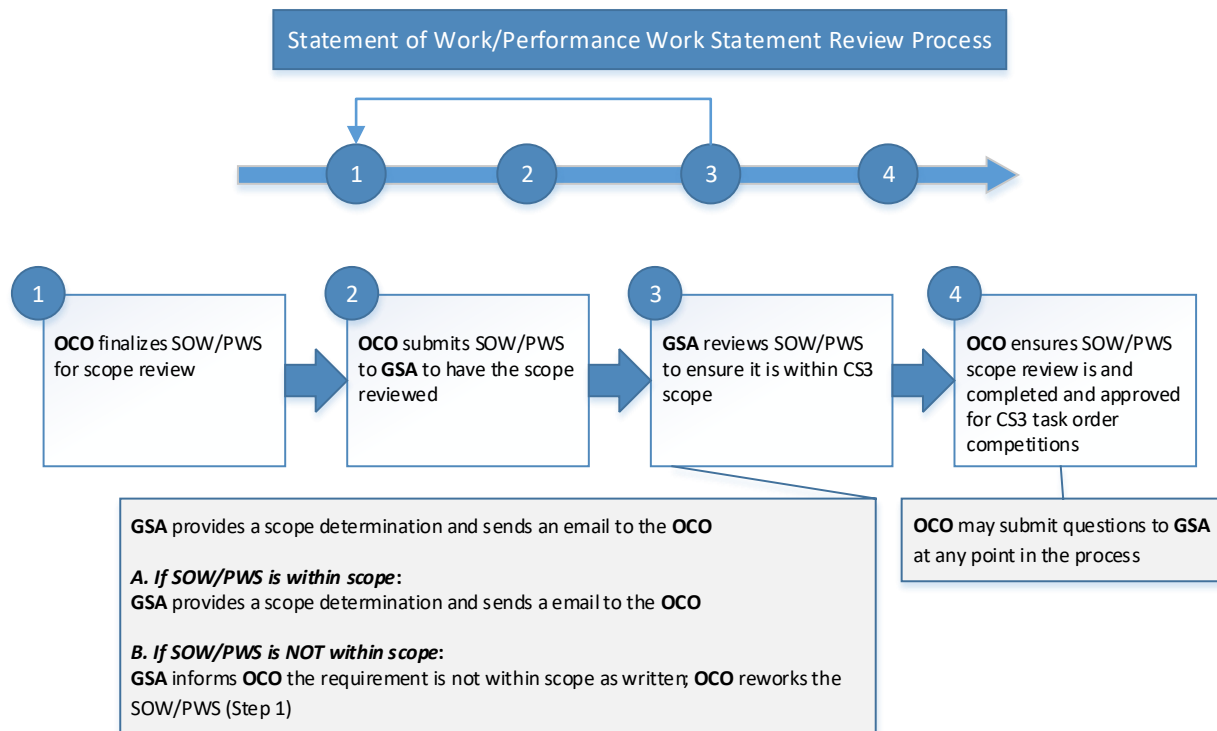 Statement of Work/Performance Work Statement Review Process
1
2
3
4
1
OCO finalizes SOW/PWS
for scope review
2
OCO submits SOW/PWS
to GSA to have the scope
reviewed
3
GSA reviews SOW/PWS
to ensure it is within CS3
scope
4
OCO ensures SOW/PWS
scope review is and
completed and approved
for CS3 task order
competitions
GSA provides a scope determination and sends an email to the OCO
A. If SOW/PWS is within scope:
GSA provides a scope determination and sends a email to the OCO
B. If SOW/PWS is NOT within scope:
GSA informs OCO the requirement is not within scope as written; OCO reworks the
SOW/PWS (Step 1)
OCO may submit questions to GSA
at any point in the process